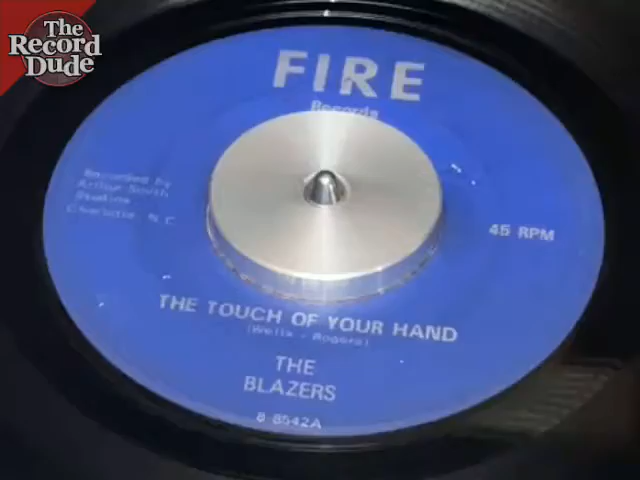 The
Record
Dude
FIRE
Records
Recorded by
Arthur Smith
Studios
Charlotte, N.C.
45 RPM
THE TOUCH OF YOUR HAND
(Wells - Rogers)
THE
BLAZERS
8-8542A